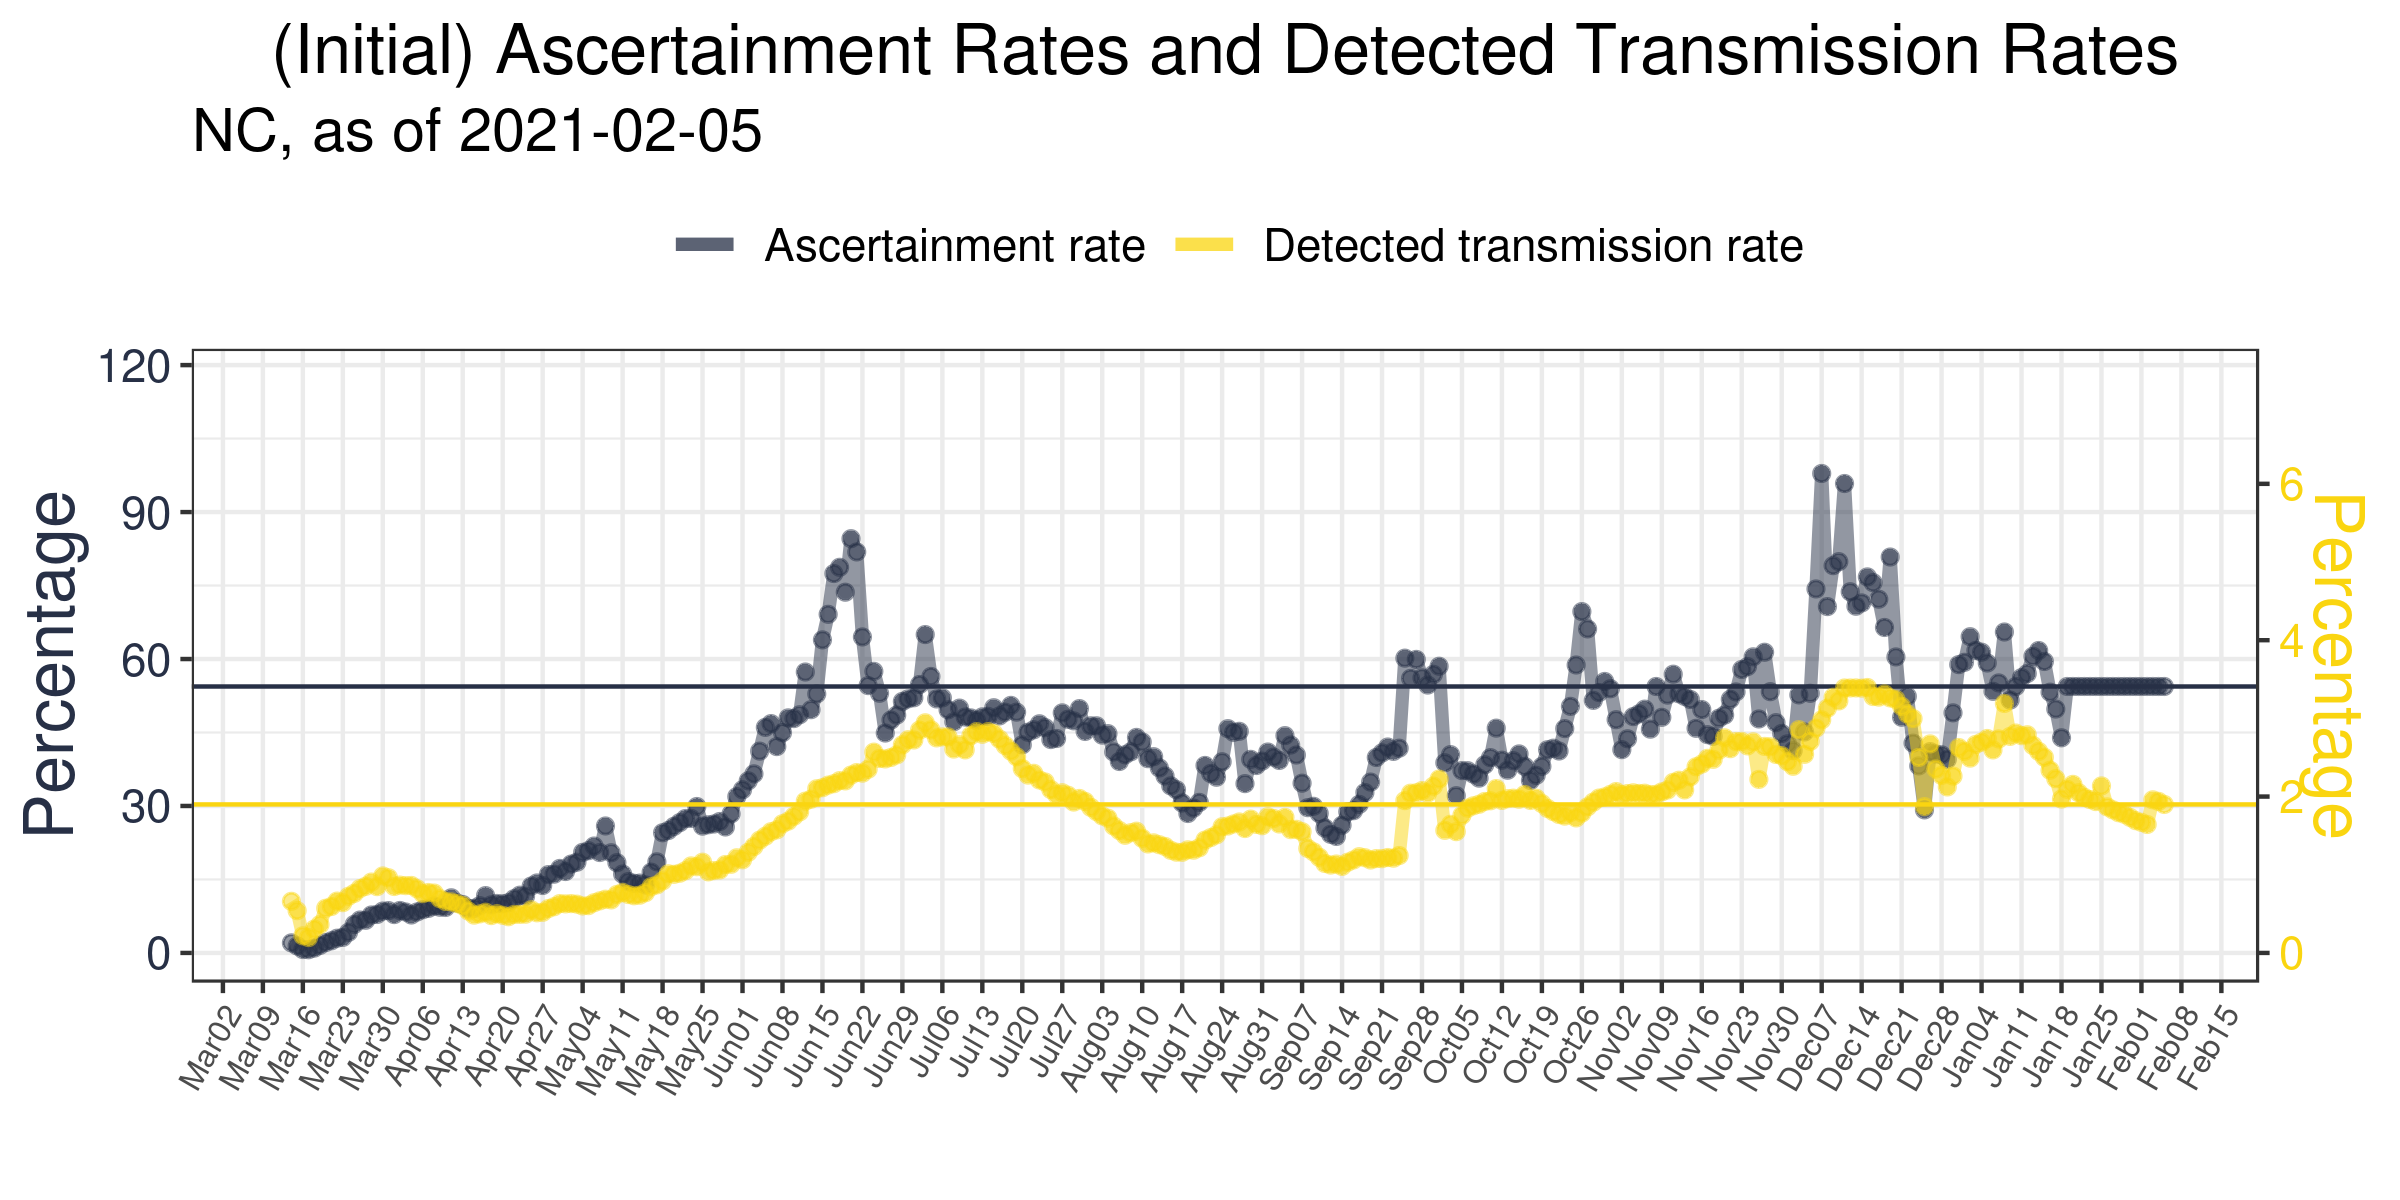 (Initial) Ascertainment Rates and Detected Transmission Rates
NC, as of 2021-02-05
Ascertainment rate
Detected transmission rate
Percentage
120
90
60
30
0
6
4
2
0
Percentage
Mar02
Mar09
Mar16
Mar23
Mar30
Apr06
Apr13
Apr20
Apr27
May04
May11
May18
May25
Jun01
Jun08
Jun15
Jun22
Jun29
Jul06
Jul13
Jul20
Jul27
Aug03
Aug10
Aug17
Aug24
Aug31
Sep07
Sep14
Sep21
Sep28
Oct05
Oct12
Oct19
Oct26
Nov02
Nov09
Nov16
Nov23
Nov30
Dec07
Dec14
Dec21
Dec28
Jan04
Jan11
Jan18
Jan25
Feb01
Feb08
Feb15